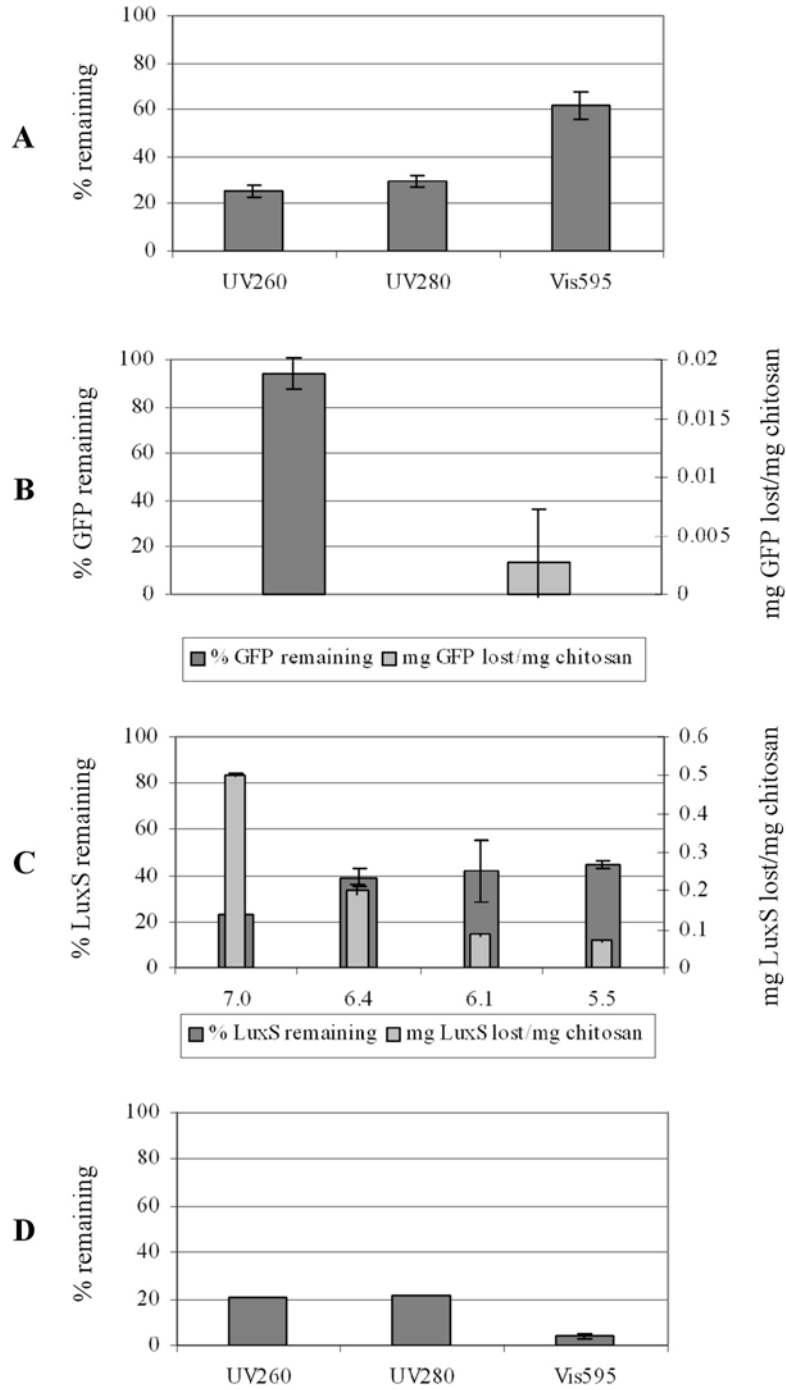 A
% remaining
100
80
60
40
20
0
UV260 UV280 Vis595
B
% GFP remaining
100
80
60
40
20
0
0.02
0.015
0.01
0.005
0
mg GFP lost/mg chitosan
% GFP remaining mg GFP lost/mg chitosan
C
% LuxS remaining
100
80
60
40
20
0
0.6
0.5
0.4
0.3
0.2
0.1
0
mg LuxS lost/mg chitosan
7.0 6.4 6.1 5.5
% LuxS remaining mg LuxS lost/mg chitosan
D
% remaining
100
80
60
40
20
0
UV260 UV280 Vis595